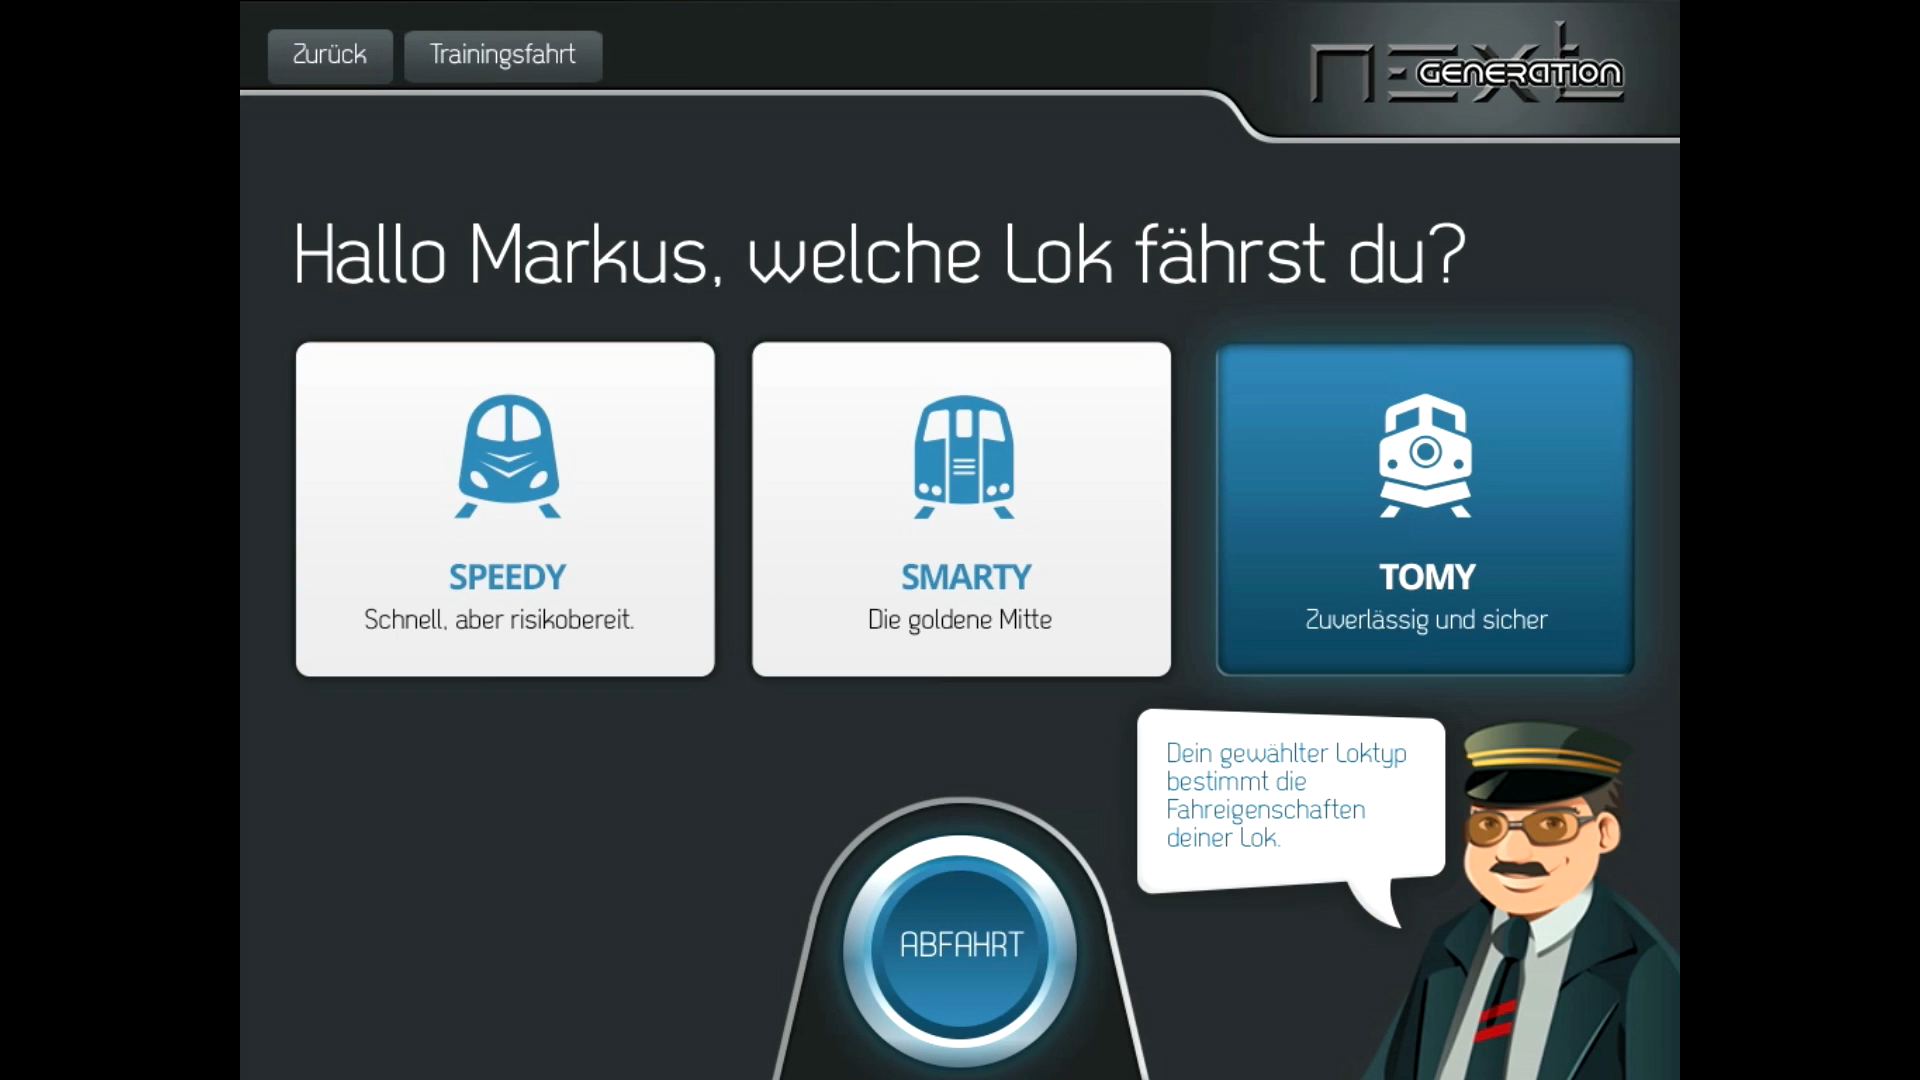 Zurück
Trainingsfahrt
next
GENERATION
Hallo Markus, welche Lok fährst du?
SPEEDY
Schnell, aber risikobereit.
SMARTY
Die goldene Mitte
TOMY
Zuverlässig und sicher
Dein gewählter Loktyp
bestimmt die
Fahreigenschaften
deiner Lok.
ABFAHRT